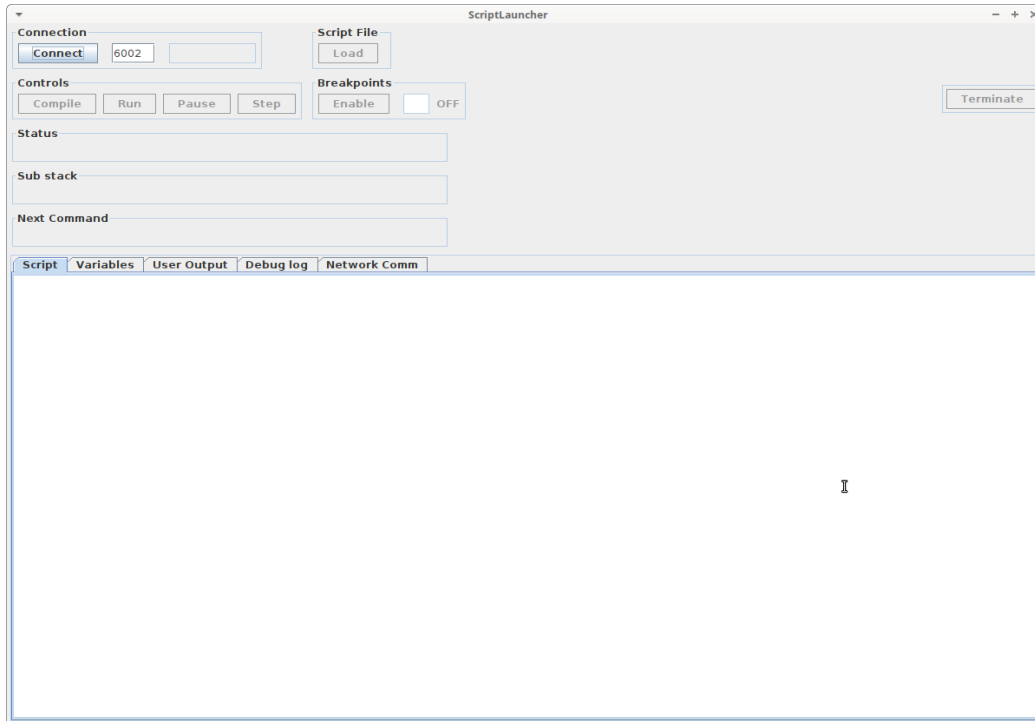 ScriptLauncher
Connection Script File
Connect 6002 Load
Controls Breakpoints
Compile Run Pause Step Enable OFF Terminate
Status
Sub stack
Next Command
Script Variables User Output Debug log Network Comm